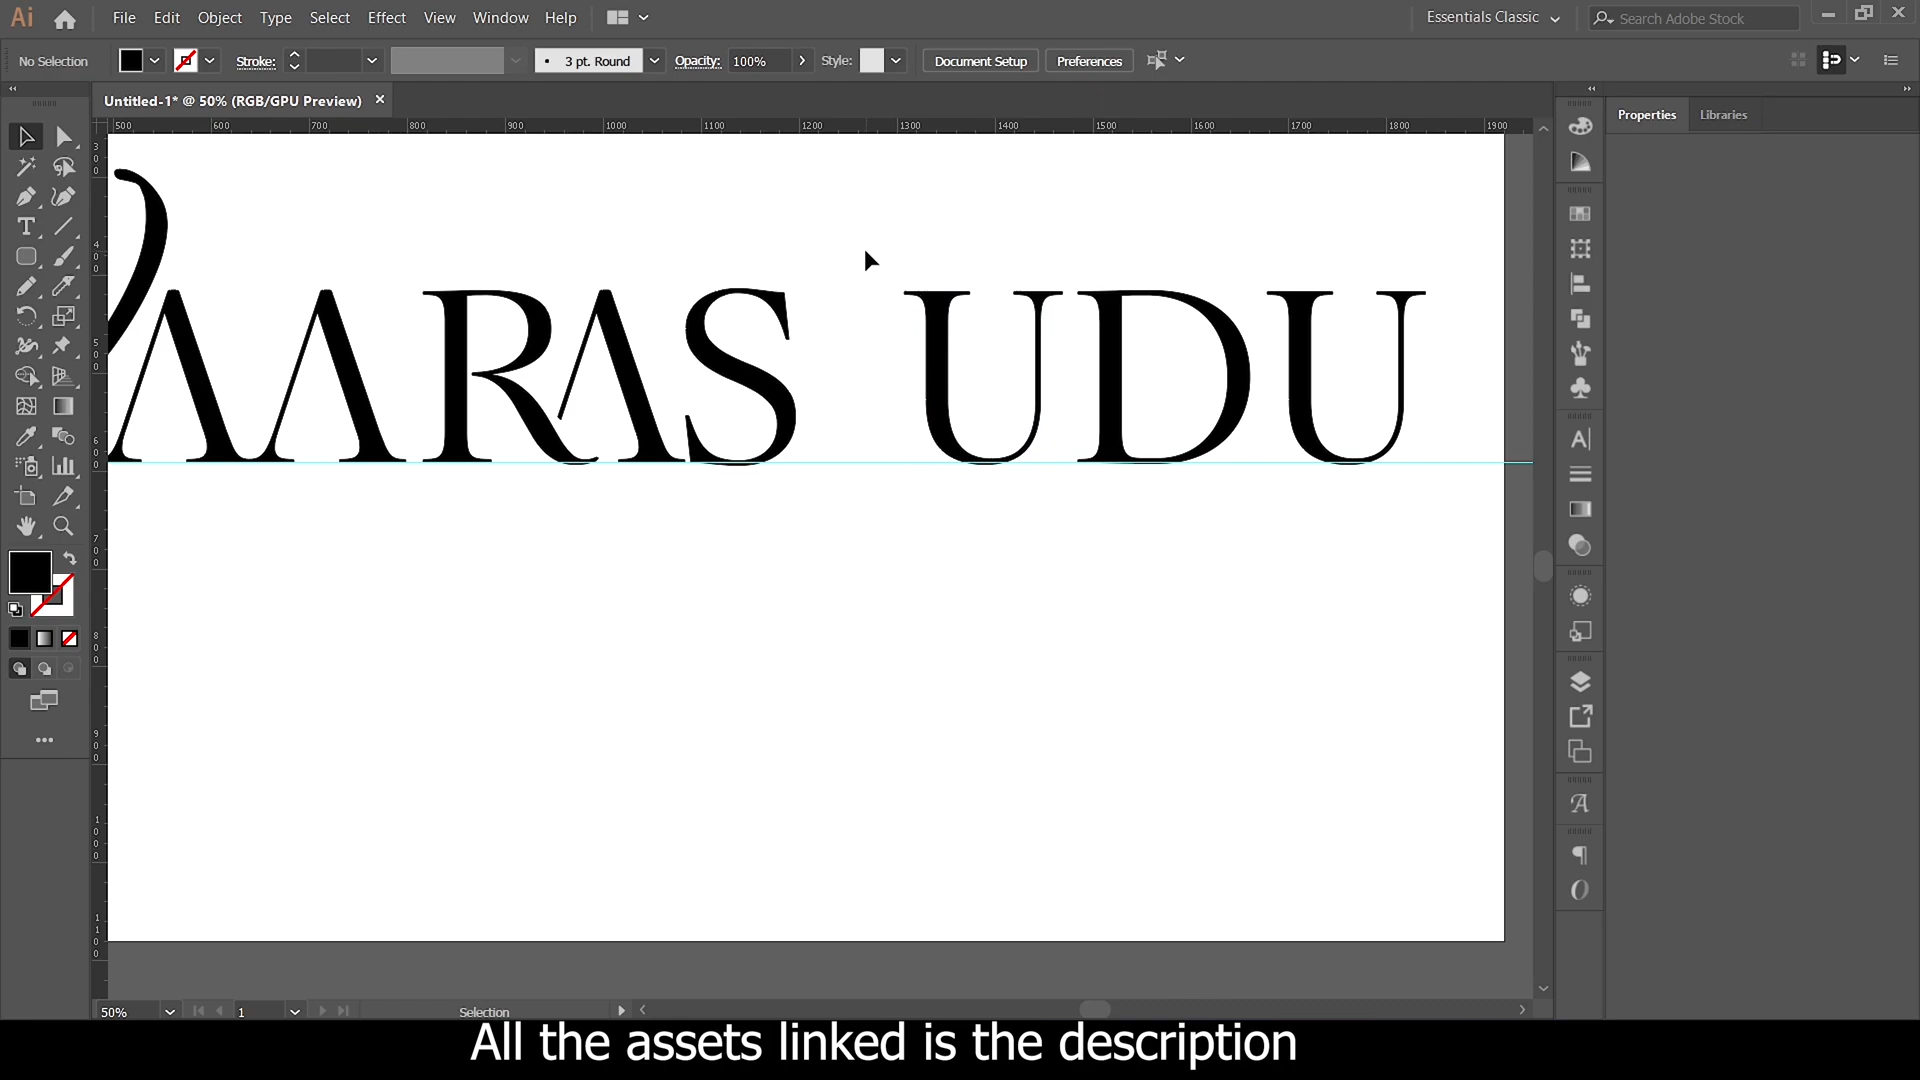 Ai File Edit Object Type Select Effect View Window Help Essentials Classic Search Adobe Stock
No Selection Stroke: 3 pt. Round Opacity: 100% Style: Document Setup Preferences
Untitled-1* @ 50% (RGB/GPU Preview)
Properties Libraries
500 600 700 800 900 1000 1100 1200 1300 1400 1500 1600 1700 1800 1900
AARAS UDU
50% 1 Selection
All the assets linked is the description